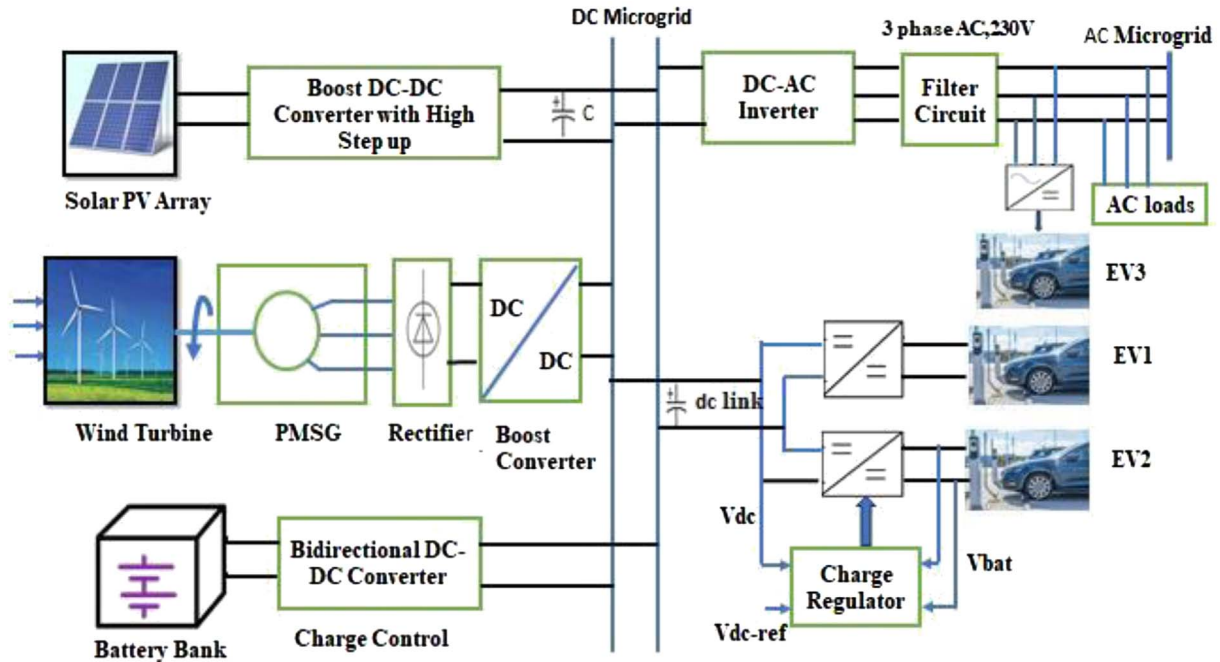 DC Microgrid
3 phase AC,230V
AC Microgrid
Boost DC-DC
Converter with High
Step up
+
C
DC-AC
Inverter
Filter
Circuit
Solar PV Array
AC loads
EV3
DC
DC
EV1
+
dc link
Wind Turbine
PMSG
Rectifier
Boost
Converter
EV2
Vdc
Bidirectional DC-
DC Converter
Charge
Regulator
Vbat
Vdc-ref
Battery Bank
Charge Control